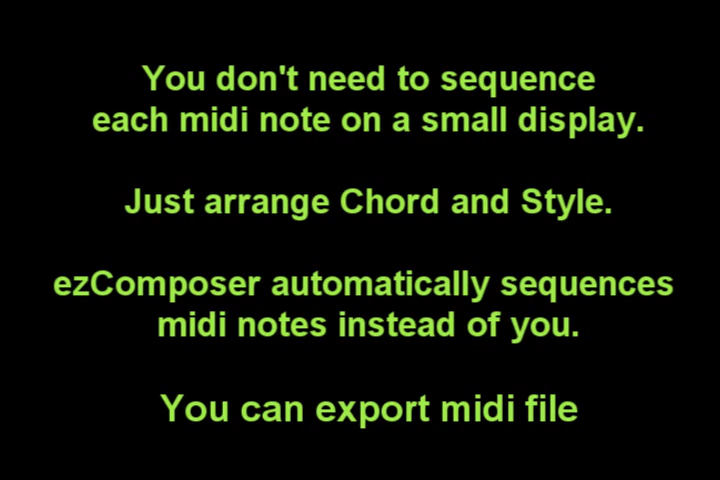 You don't need to sequence
each midi note on a small display.
Just arrange Chord and Style.
ezComposer automatically sequences
midi notes instead of you.
You can export midi file